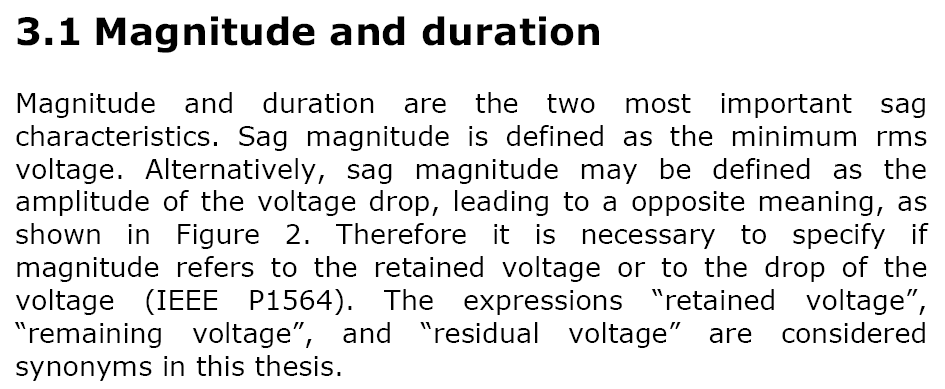 3.1 Magnitude and duration
Magnitude and duration are the two most important sag
characteristics. Sag magnitude is defined as the minimum rms
voltage. Alternatively, sag magnitude may be defined as the
amplitude of the voltage drop, leading to a opposite meaning, as
shown in Figure 2. Therefore it is necessary to specify if
magnitude refers to the retained voltage or to the drop of the
voltage (IEEE P1564). The expressions “retained voltage”,
“remaining voltage”, and “residual voltage” are considered
synonyms in this thesis.